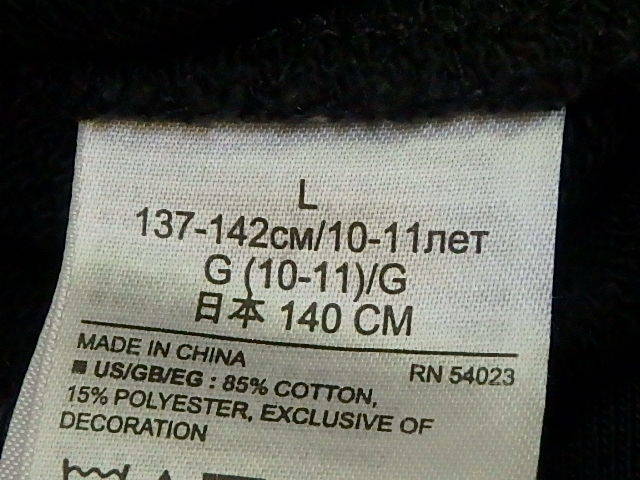 L
137-142см/10-11лет
G (10-11)/G
日本 140 CM
MADE IN CHINA
RN 54023
■ US/GB/EG : 85% COTTON,
15% POLYESTER, EXCLUSIVE OF
DECORATION